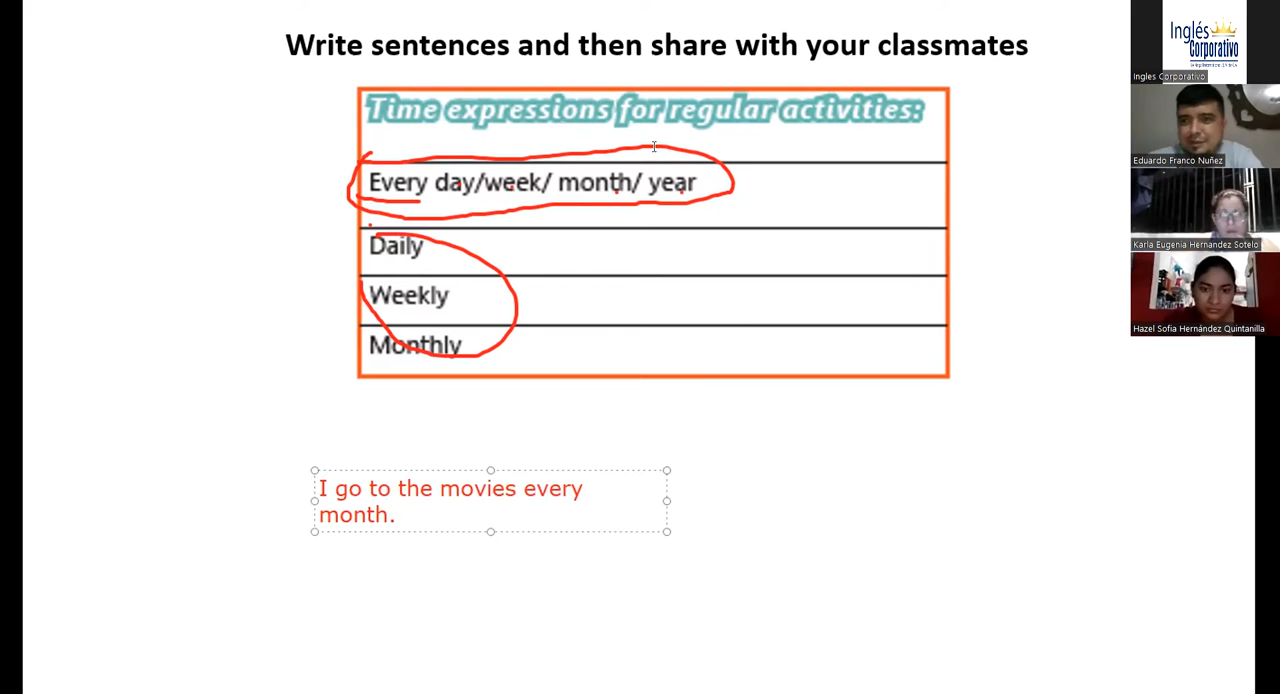 Write sentences and then share with your classmates
Time expressions for regular activities:
Every day/week/ month/ year
Daily
Weekly
Monthly
I go to the movies every
month.
Inglés
Corporativo
Ingles Corporativo
Eduardo Franco Nuñez
Karla Eugenia Hernandez Sotelo
Hazel Sofia Hernández Quintanilla